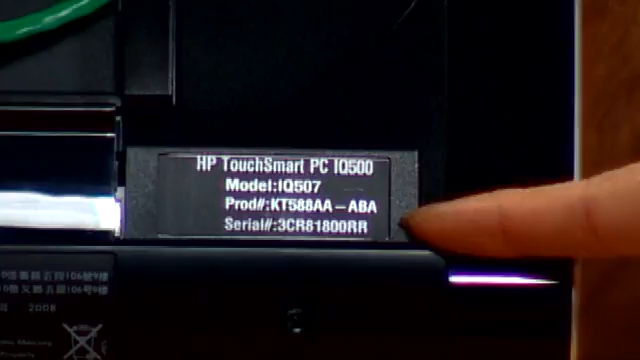 HP TouchSmart PC IQ500
Model:IQ507
Prod#:KT588AA-ABA
Serial#:3CR81800RR
2008